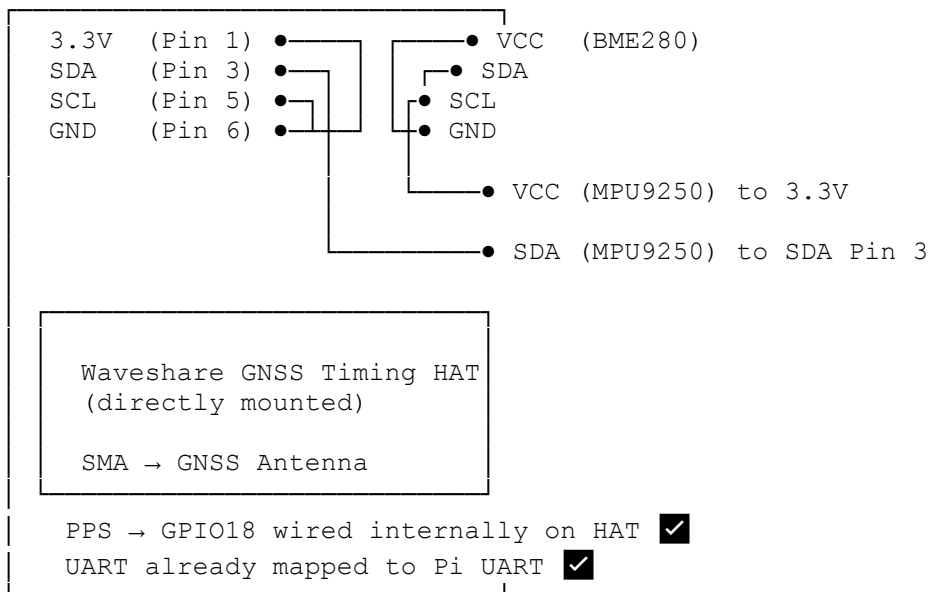 3.3V (Pin 1) VCC (BME280)
SDA (Pin 3) SDA
SCL (Pin 5) SCL
GND (Pin 6) GND
VCC (MPU9250) to 3.3V
SDA (MPU9250) to SDA Pin 3
Waveshare GNSS Timing HAT
(directly mounted)
SMA → GNSS Antenna
PPS → GPIO18 wired internally on HAT ✓
UART already mapped to Pi UART ✓